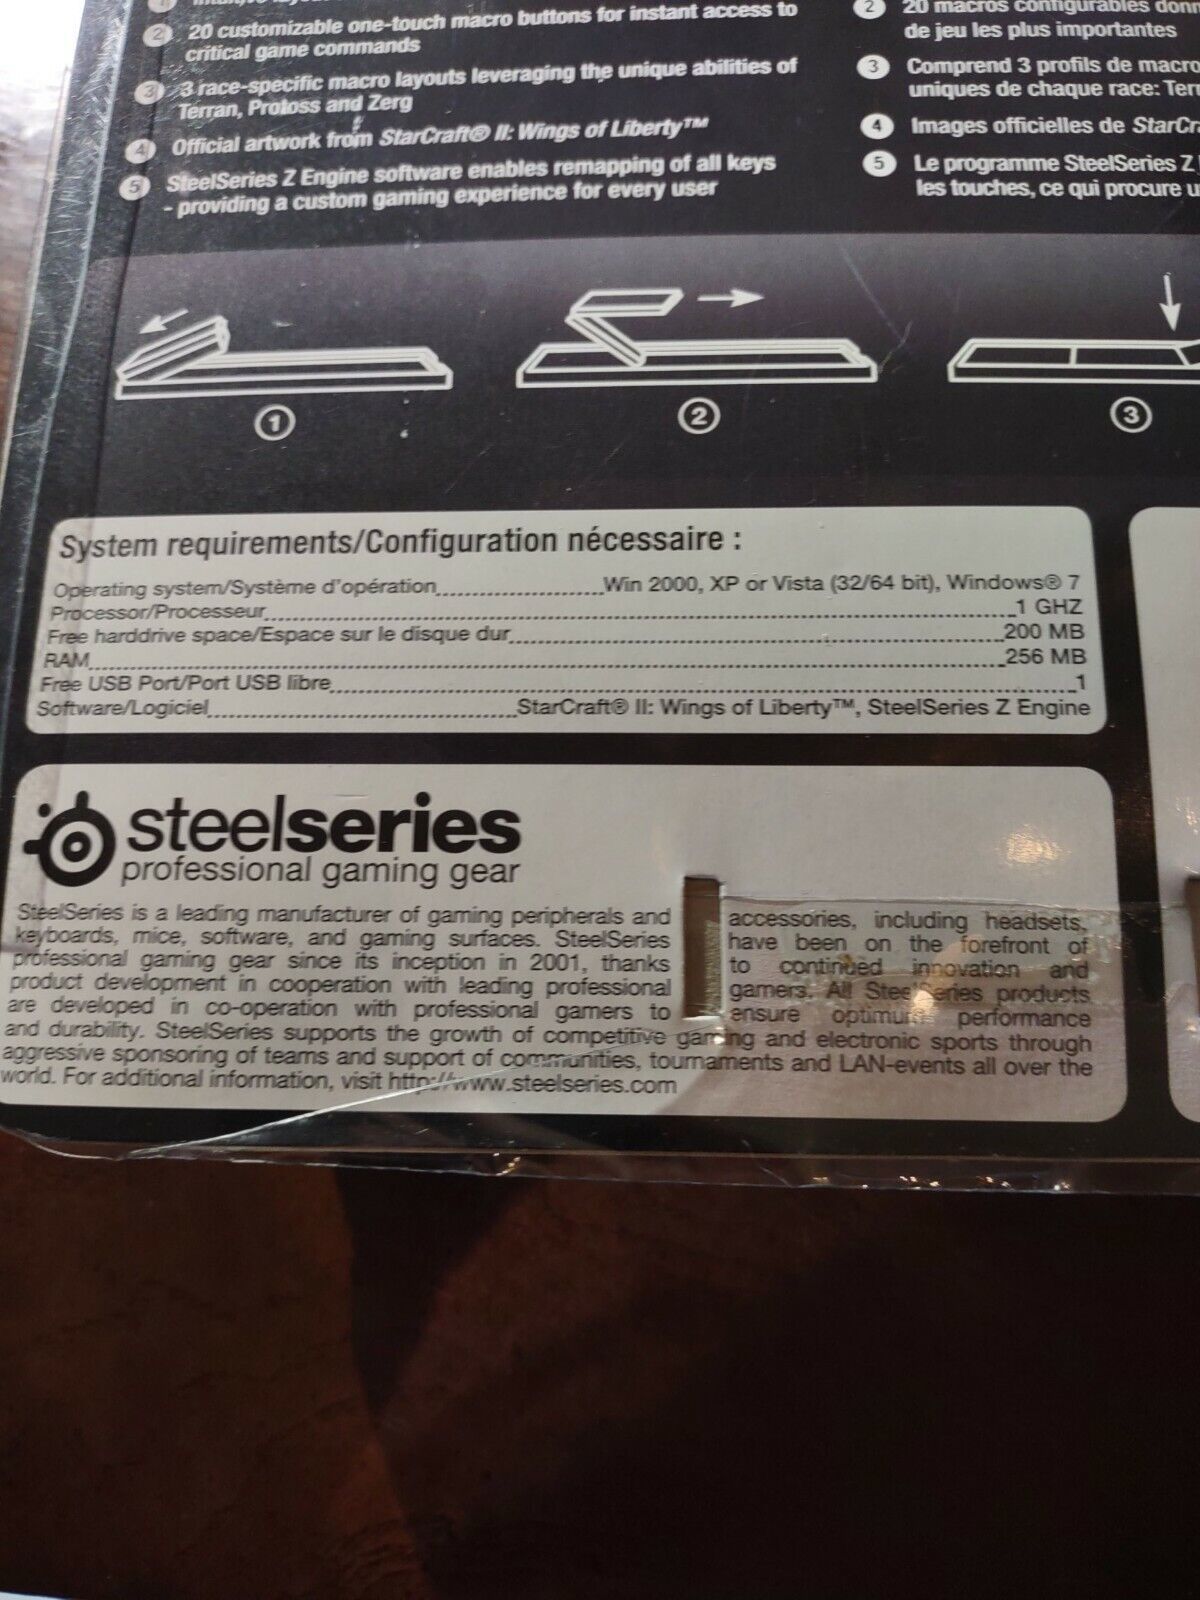 20 customizable one-touch macro buttons for instant access to
critical game commands
3 race-specific macro layouts leveraging the unique abilities of
Terran, Protoss and Zerg
4 Official artwork from StarCraft® II: Wings of Liberty™
5 SteelSeries Z Engine software enables remapping of all keys
- providing a custom gaming experience for every user
2 20 macros configurables
de jeu les plus importantes
3 Comprend 3 profils de macro
uniques de chaque race:
4 Images officielles de
5 Le programme SteelSeries Z
les touches, ce qui procure
1
2
3
System requirements/Configuration nécessaire :
Operating system/Système d'opération Win 2000, XP or Vista (32/64 bit), Windows® 7
Processor/Processeur 1 GHZ
Free harddrive space/Espace sur le disque dur 200 MB
RAM 256 MB
Free USB Port/Port USB libre 1
Software/Logiciel StarCraft® II: Wings of Liberty™, SteelSeries Z Engine
steelseries
professional gaming gear
SteelSeries is a leading manufacturer of gaming peripherals and accessories, including headsets,
keyboards, mice, software, and gaming surfaces. SteelSeries have been on the forefront of
professional gaming gear since its inception in 2001, thanks to continued innovation and
product development in cooperation with leading professional gamers. All SteelSeries products
are developed in co-operation with professional gamers to ensure optimum performance
and durability. SteelSeries supports the growth of competitive gaming and electronic sports through
aggressive sponsoring of teams and support of communities, tournaments and LAN-events all over the
world. For additional information, visit http://www.steelseries.com